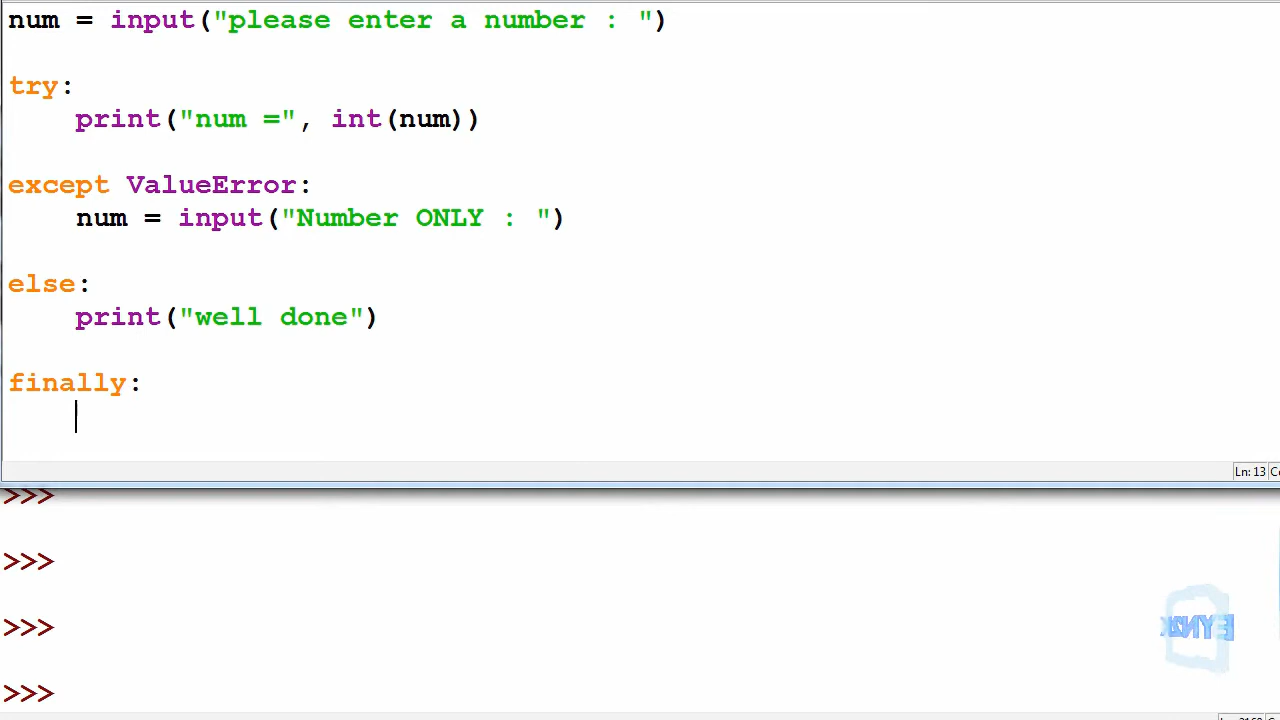 num = input("please enter a number : ")
try:
    print("num =", int(num))
except ValueError:
    num = input("Number ONLY : ")
else:
    print("well done")
finally:
Ln: 13
>>>
>>>
>>>
>>>